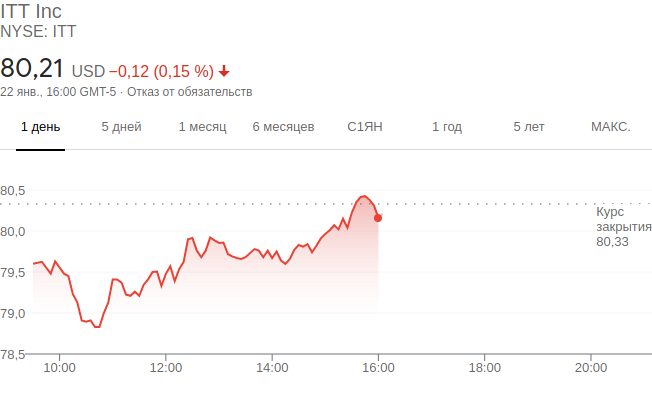 ITT Inc
NYSE: ITT
80,21 USD −0,12 (0,15 %)
22 янв., 16:00 GMT-5 · Отказ от обязательств
1 день 5 дней 1 месяц 6 месяцев С1ЯН 1 год 5 лет МАКС.
80,5
Курс
закрытия
80,33
80,0
79,5
79,0
78,5
10:00 12:00 14:00 16:00 18:00 20:00